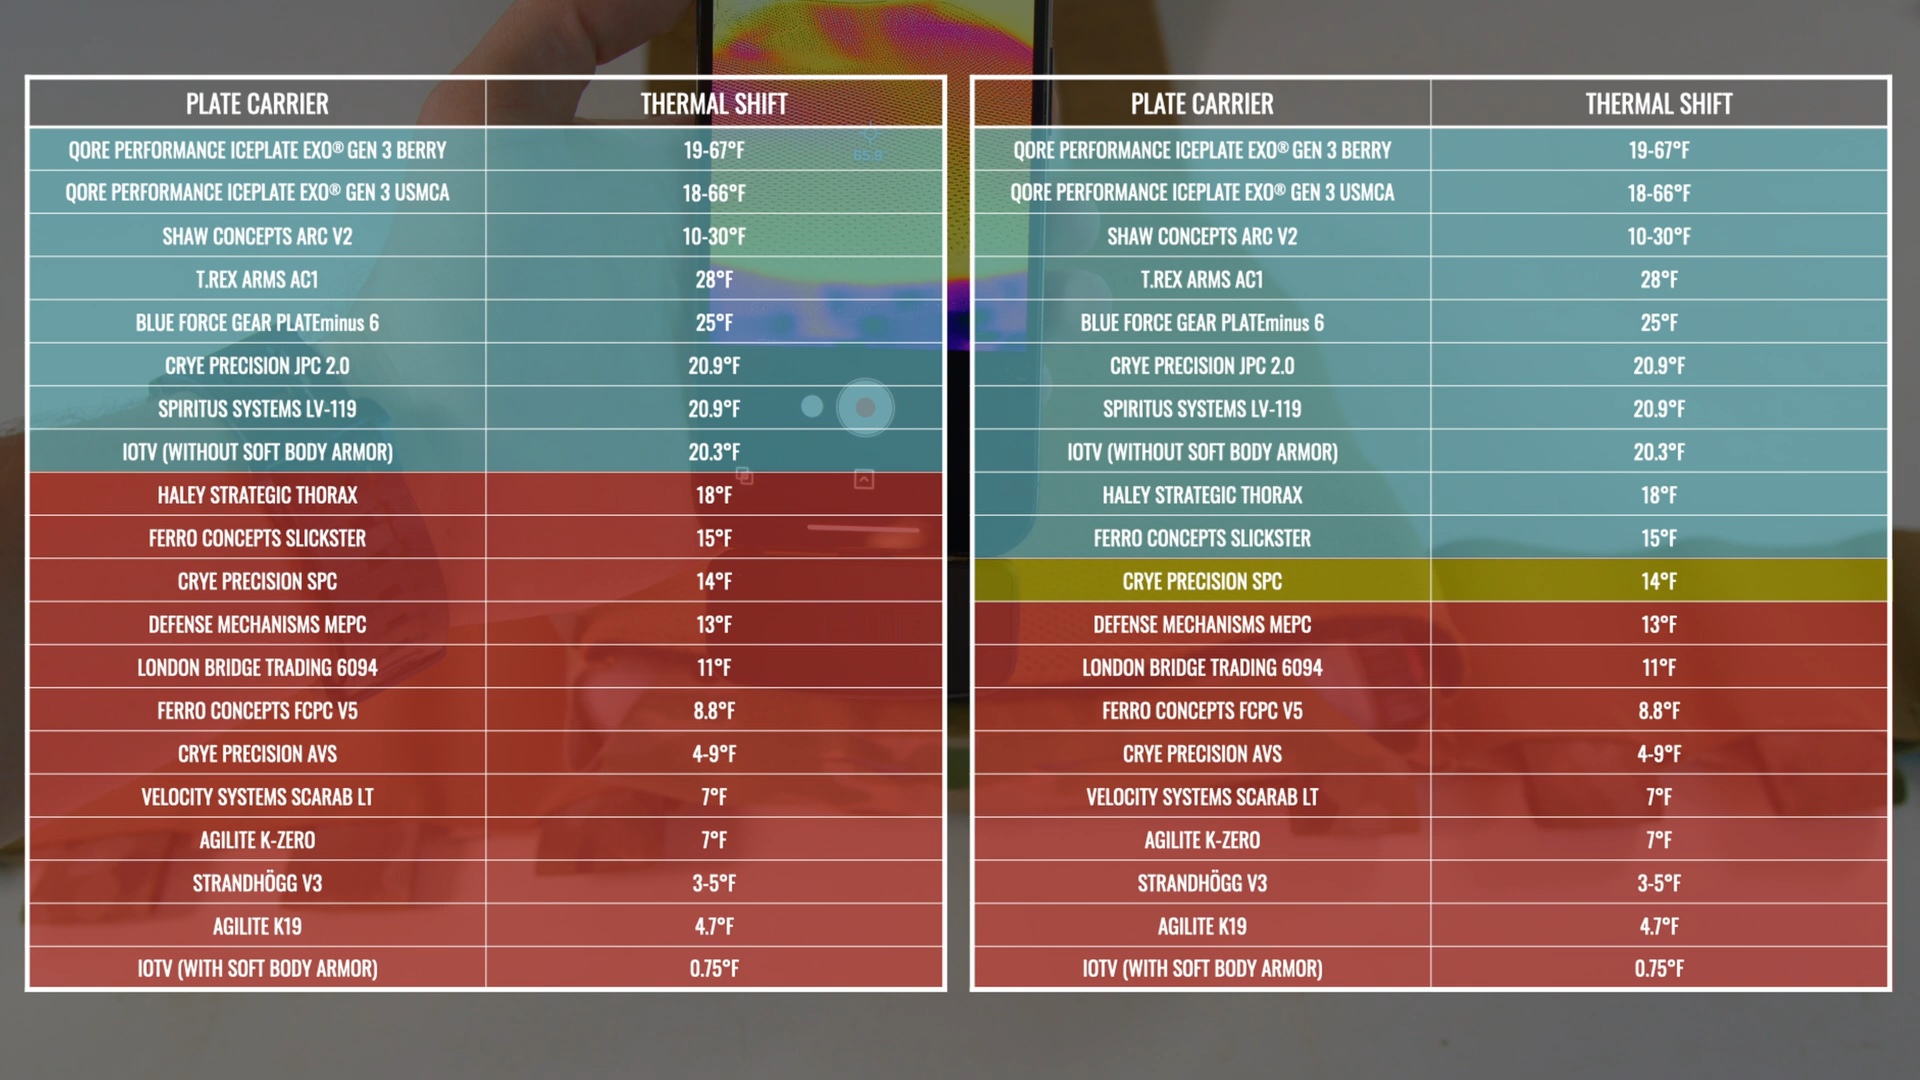 PLATE CARRIER THERMAL SHIFT
QORE PERFORMANCE ICEPLATE EXO® GEN 3 BERRY 19-67°F
QORE PERFORMANCE ICEPLATE EXO® GEN 3 USMCA 18-66°F
SHAW CONCEPTS ARC V2 10-30°F
T.REX ARMS AC1 28°F
BLUE FORCE GEAR PLATEminus 6 25°F
CRYE PRECISION JPC 2.0 20.9°F
SPIRITUS SYSTEMS LV-119 20.9°F
IOTV (WITHOUT SOFT BODY ARMOR) 20.3°F
HALEY STRATEGIC THORAX 18°F
FERRO CONCEPTS SLICKSTER 15°F
CRYE PRECISION SPC 14°F
DEFENSE MECHANISMS MEPC 13°F
LONDON BRIDGE TRADING 6094 11°F
FERRO CONCEPTS FCPC V5 8.8°F
CRYE PRECISION AVS 4-9°F
VELOCITY SYSTEMS SCARAB LT 7°F
AGILITE K-ZERO 7°F
STRANDHÖGG V3 3-5°F
AGILITE K19 4.7°F
IOTV (WITH SOFT BODY ARMOR) 0.75°F
PLATE CARRIER THERMAL SHIFT
QORE PERFORMANCE ICEPLATE EXO® GEN 3 BERRY 19-67°F
QORE PERFORMANCE ICEPLATE EXO® GEN 3 USMCA 18-66°F
SHAW CONCEPTS ARC V2 10-30°F
T.REX ARMS AC1 28°F
BLUE FORCE GEAR PLATEminus 6 25°F
CRYE PRECISION JPC 2.0 20.9°F
SPIRITUS SYSTEMS LV-119 20.9°F
IOTV (WITHOUT SOFT BODY ARMOR) 20.3°F
HALEY STRATEGIC THORAX 18°F
FERRO CONCEPTS SLICKSTER 15°F
CRYE PRECISION SPC 14°F
DEFENSE MECHANISMS MEPC 13°F
LONDON BRIDGE TRADING 6094 11°F
FERRO CONCEPTS FCPC V5 8.8°F
CRYE PRECISION AVS 4-9°F
VELOCITY SYSTEMS SCARAB LT 7°F
AGILITE K-ZERO 7°F
STRANDHÖGG V3 3-5°F
AGILITE K19 4.7°F
IOTV (WITH SOFT BODY ARMOR) 0.75°F